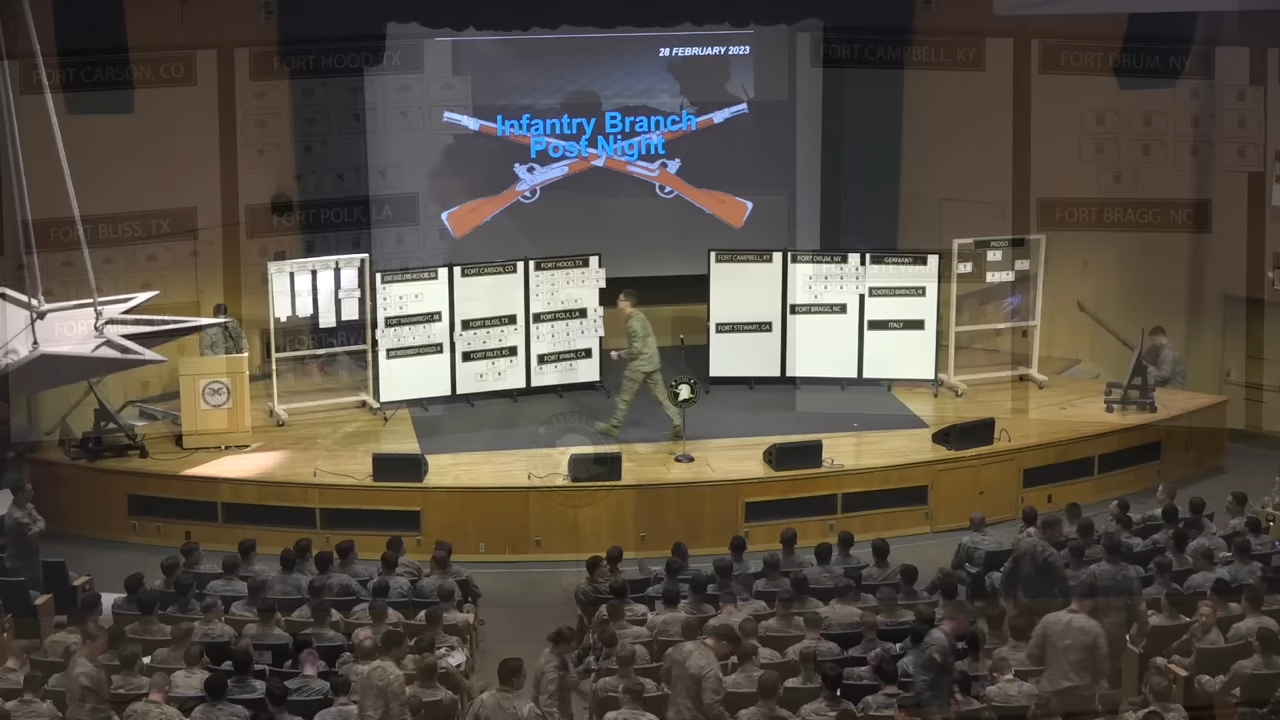 28 FEBRUARY 2023
Infantry Branch
Post Night
FORT CARSON, CO
FORT HOOD, TX
FORT CAMPBELL, KY
FORT DRUM, NY
FORT BLISS, TX
FORT POLK, LA
FORT BRAGG, NC
FORT CARSON, CO
FORT HOOD, TX
FORT CAMPBELL, KY
FORT DRUM, NY
GERMANY
PADSO
FORT WAINWRIGHT, AK
FORT BLISS, TX
FORT POLK, LA
FORT STEWART, GA
FORT BRAGG, NC
SCHOFIELD BARRACKS, HI
FORT RILEY, KS
FORT IRWIN, CA
ITALY